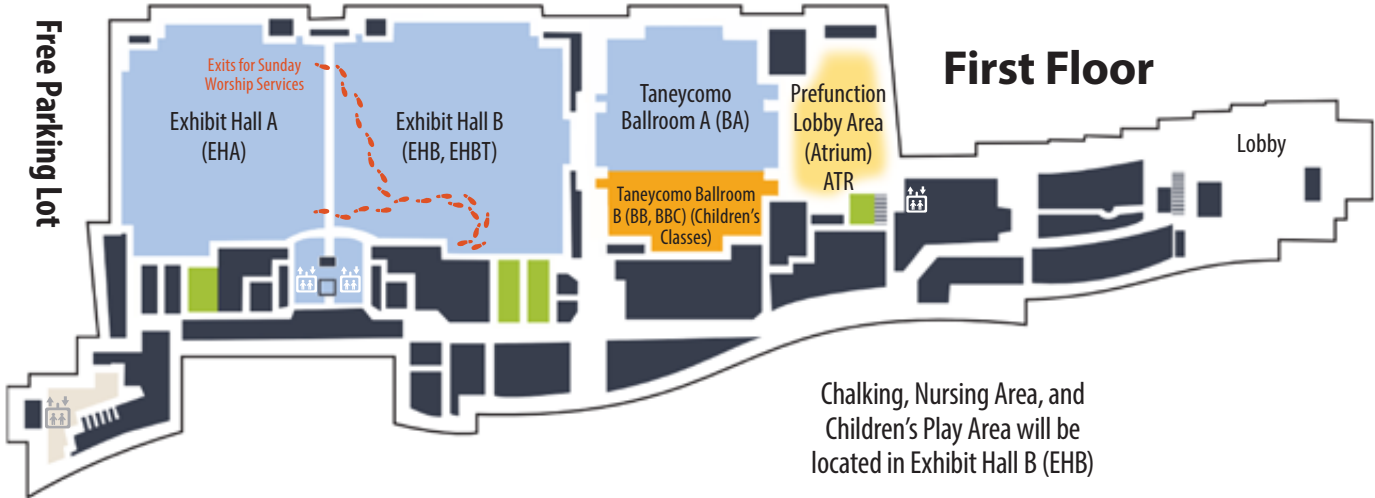 Free Parking Lot
Exits for Sunday
Worship Services
Exhibit Hall A
(EHA)
Exhibit Hall B
(EHB, EHBT)
Taneycomo
Ballroom A (BA)
Taneycomo Ballroom
B (BB, BBC) (Children's
Classes)
Prefunction
Lobby Area
(Atrium)
ATR
First Floor
Lobby
Chalking, Nursing Area, and
Children's Play Area will be
located in Exhibit Hall B (EHB)